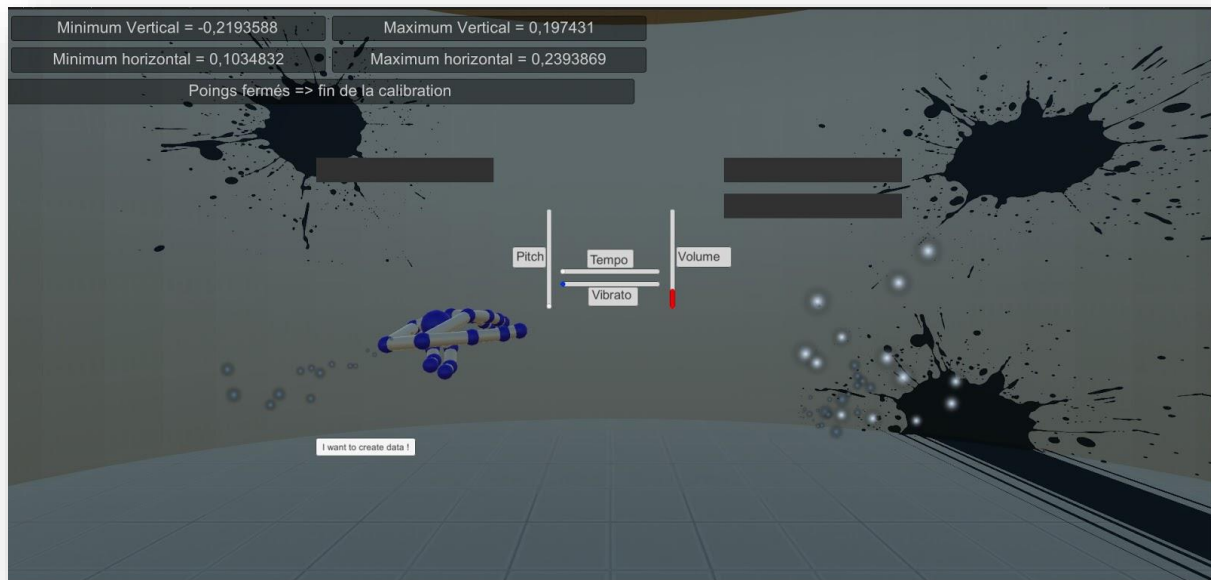 Minimum Vertical = -0,2193588
Maximum Vertical = 0,197431
Minimum horizontal = 0,1034832
Maximum horizontal = 0,2393869
Poings fermés => fin de la calibration
Pitch
Tempo
Volume
Vibrato
I want to create data !